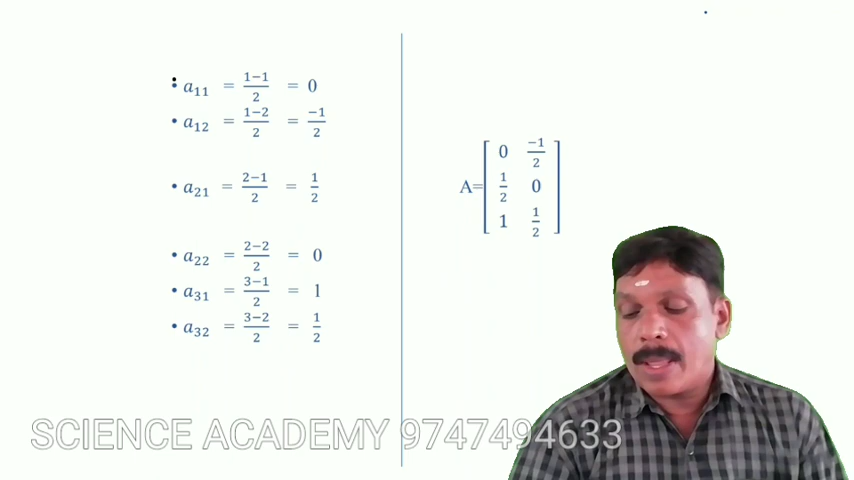 • a₁₁ = (1−1)/2 = 0
• a₁₂ = (1−2)/2 = −1/2
• a₂₁ = (2−1)/2 = 1/2
• a₂₂ = (2−2)/2 = 0
• a₃₁ = (3−1)/2 = 1
• a₃₂ = (3−2)/2 = 1/2
A= [0 −1/2
1/2 0
1 1/2]
SCIENCE ACADEMY 9747494633